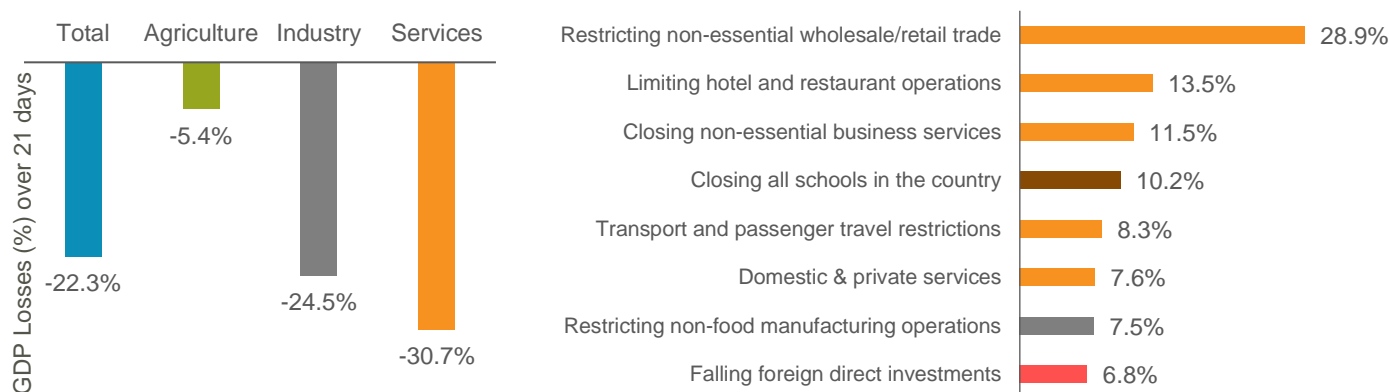 Total Agriculture Industry Services
GDP Losses (%) over 21 days
-22.3%
-5.4%
-24.5%
-30.7%
Restricting non-essential wholesale/retail trade 28.9%
Limiting hotel and restaurant operations 13.5%
Closing non-essential business services 11.5%
Closing all schools in the country 10.2%
Transport and passenger travel restrictions 8.3%
Domestic & private services 7.6%
Restricting non-food manufacturing operations 7.5%
Falling foreign direct investments 6.8%